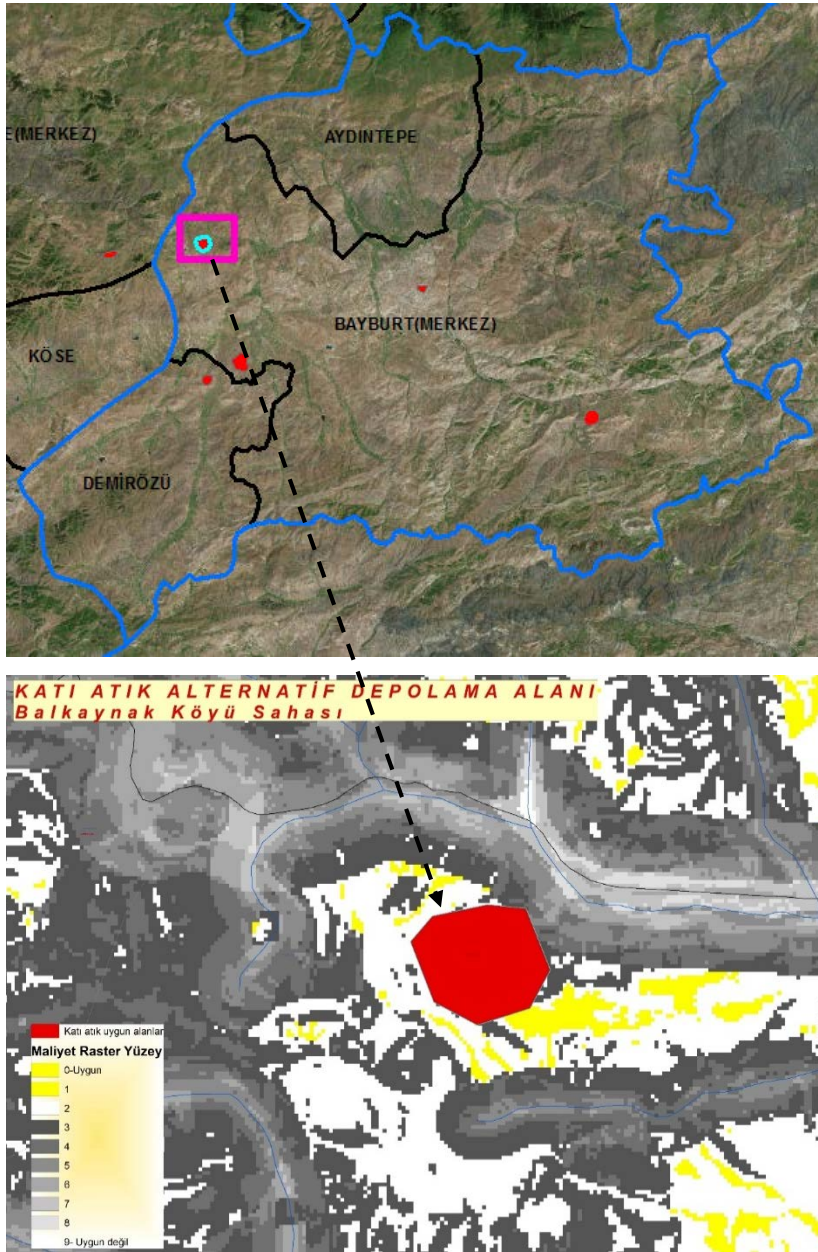 AYDINTEPE
E(MERKEZ)
BAYBURT(MERKEZ)
KÖSE
DEMİRÖZÜ
KATI ATIK ALTERNATİF DEPOLAMA ALANI
Balkaynak Köyü Sahası
Katı atık uygun alanlar
Maliyet Raster Yüzey
0-Uygun
1
2
3
4
5
6
7
8
9- Uygun değil